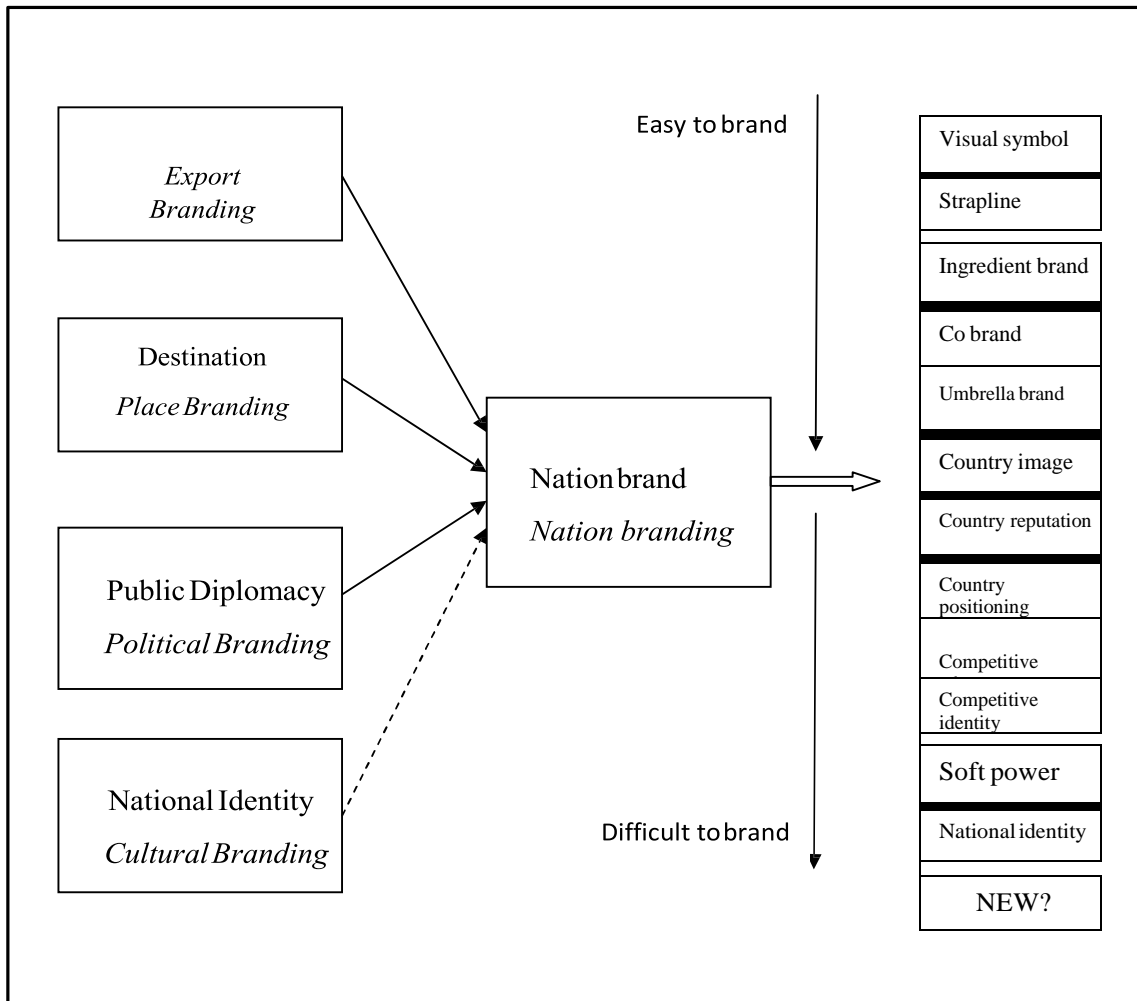 Export
Branding
Destination
Place Branding
Public Diplomacy
Political Branding
National Identity
Cultural Branding
Nation brand
Nation branding
Easy to brand
Difficult to brand
Visual symbol
Strapline
Ingredient brand
Co brand
Umbrella brand
Country image
Country reputation
Country
positioning
Competitive
Competitive
identity
Soft power
National identity
NEW?